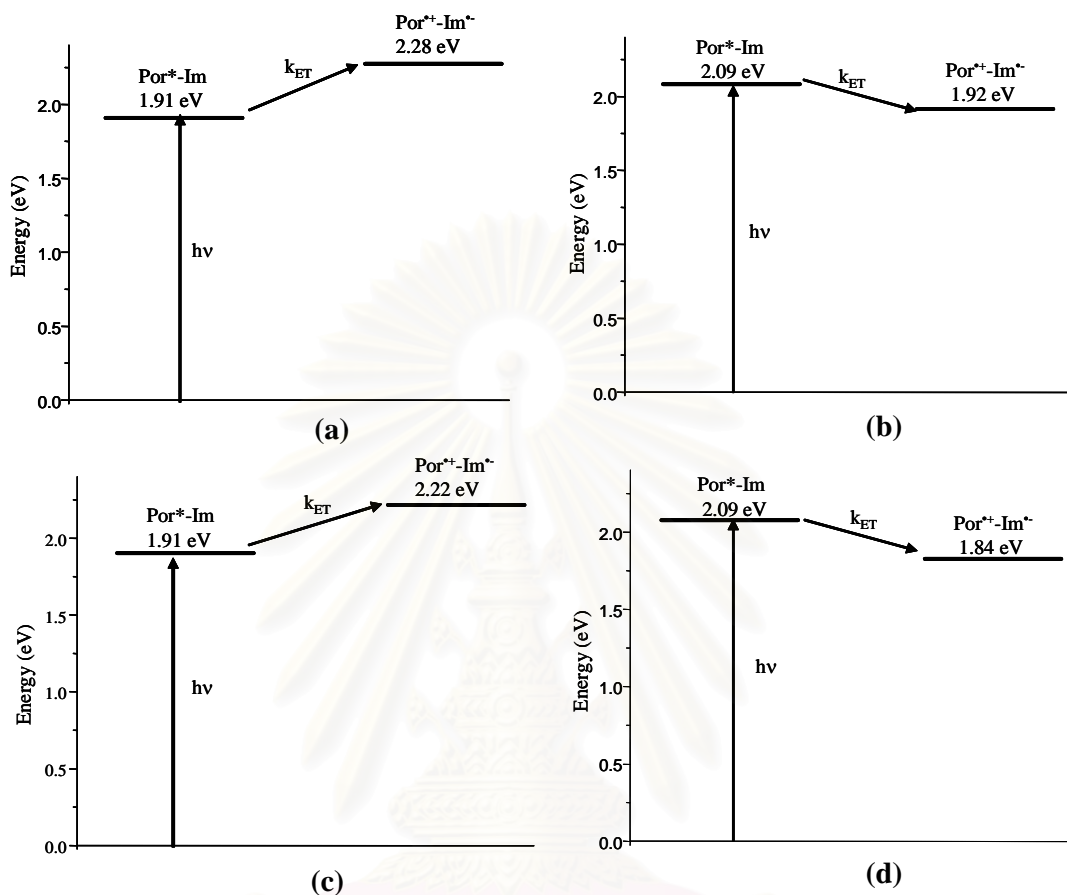 Por•+-Im•-
2.28 eV
Por*-Im
1.91 eV
kET
2.0
1.5
1.0
0.5
0.0
Energy (eV)
hν
(a)
Por*-Im
2.09 eV
kET
Por•+-Im•-
1.92 eV
2.0
1.5
1.0
0.5
0.0
Energy (eV)
hν
(b)
Por•+-Im•-
2.22 eV
Por*-Im
1.91 eV
kET
2.0
1.5
1.0
0.5
0.0
Energy (eV)
hν
(c)
Por*-Im
2.09 eV
kET
Por•+-Im•-
1.84 eV
2.0
1.5
1.0
0.5
0.0
Energy (eV)
hν
(d)